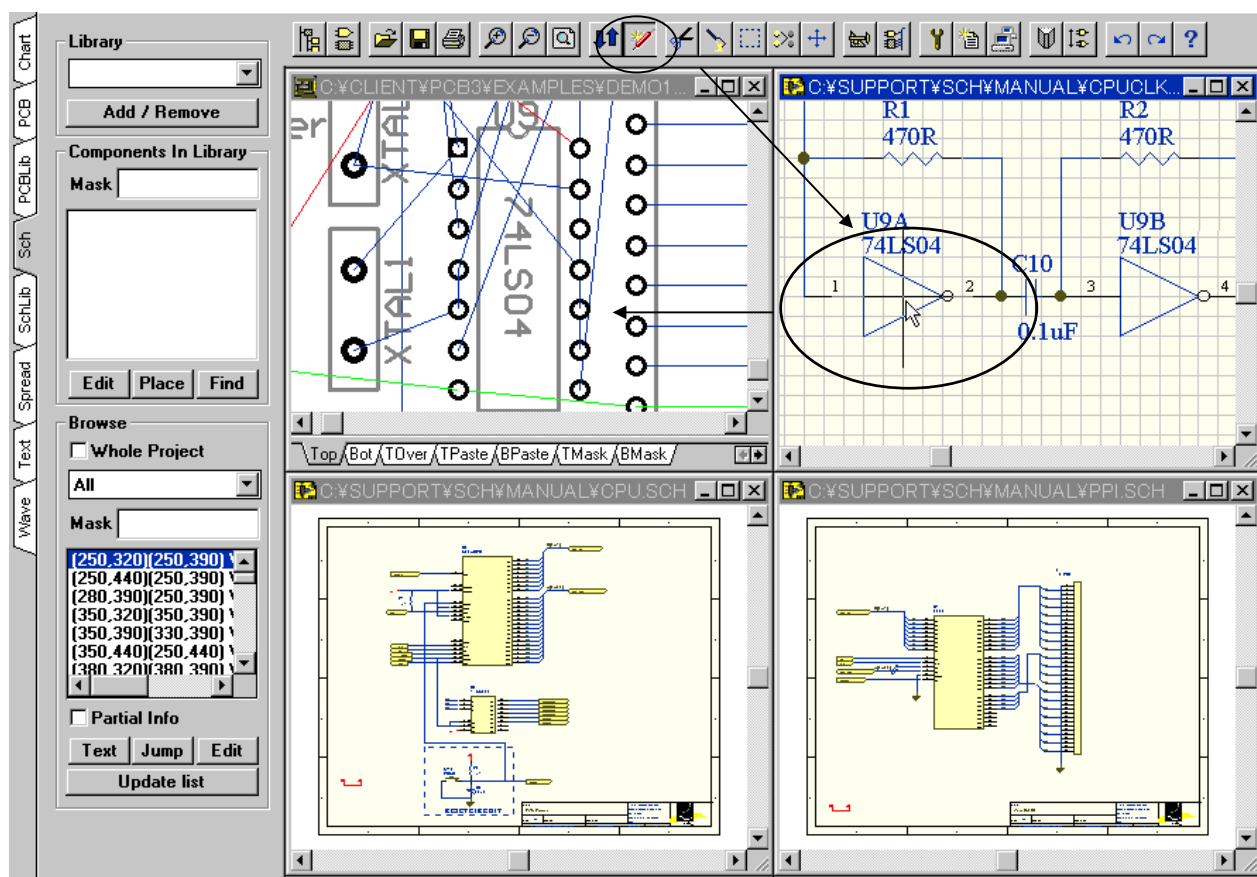 Chart
PCB
PCBLib
Sch
SchLib
Spread
Text
Wave
Library
Add / Remove
Components In Library
Mask
Edit Place Find
Browse
Whole Project
All
Mask
(250,320)(250,390)
(250,440)(250,390)
(280,390)(250,390)
(350,320)(350,390)
(350,390)(330,390)
(350,440)(250,440)
(380,320)(380,390)
Partial Info
Text Jump Edit
Update list
?
C:¥CLIENT¥PCB3¥EXAMPLES¥DEMO1...
er
XTAL
U9
74LS04
XTAL1
Top Bot TOver TPaste BPaste TMask BMask
C:¥SUPPORT¥SCH¥MANUAL¥CPUCLK...
R1
470R
R2
470R
U9A
74LS04
U9B
74LS04
C10
1 2 3 4
0.1uF
C:¥SUPPORT¥SCH¥MANUAL¥CPU.SCH
C:¥SUPPORT¥SCH¥MANUAL¥PPI.SCH